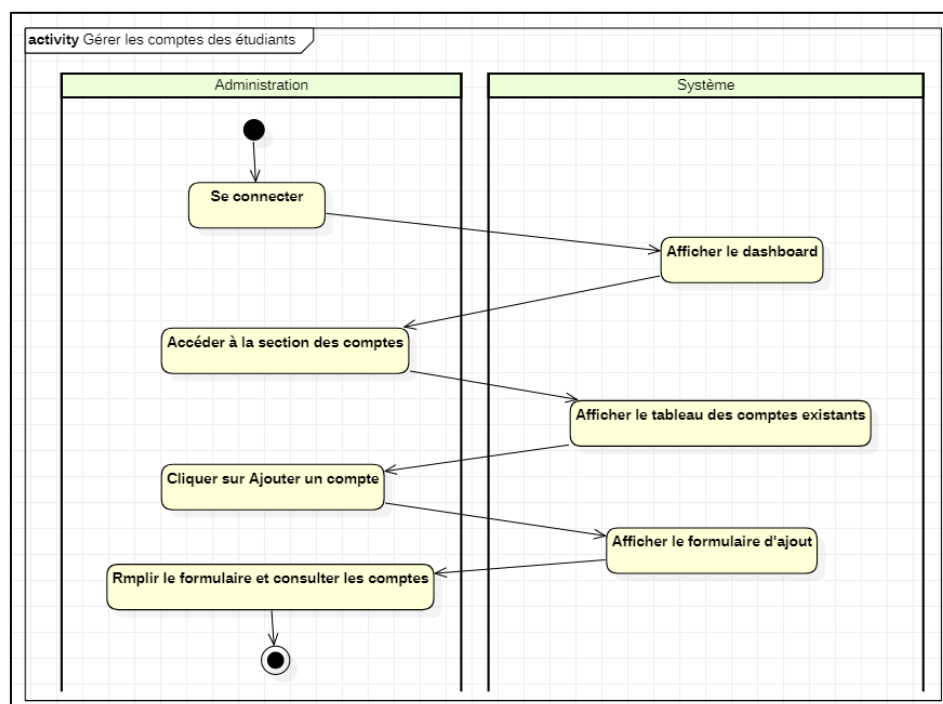 activity Gérer les comptes des étudiants
Administration
Système
Se connecter
Afficher le dashboard
Accéder à la section des comptes
Afficher le tableau des comptes existants
Cliquer sur Ajouter un compte
Afficher le formulaire d'ajout
Rmplir le formulaire et consulter les comptes